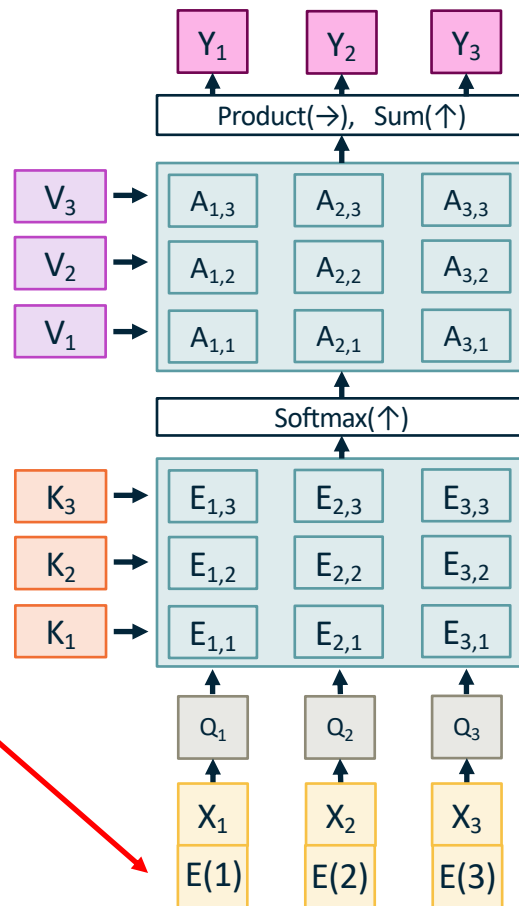 Y₁ Y₂ Y₃
Product(→), Sum(↑)
V₃ A₁,₃ A₂,₃ A₃,₃
V₂ A₁,₂ A₂,₂ A₃,₂
V₁ A₁,₁ A₂,₁ A₃,₁
Softmax(↑)
K₃ E₁,₃ E₂,₃ E₃,₃
K₂ E₁,₂ E₂,₂ E₃,₂
K₁ E₁,₁ E₂,₁ E₃,₁
Q₁ Q₂ Q₃
X₁ X₂ X₃
E(1) E(2) E(3)